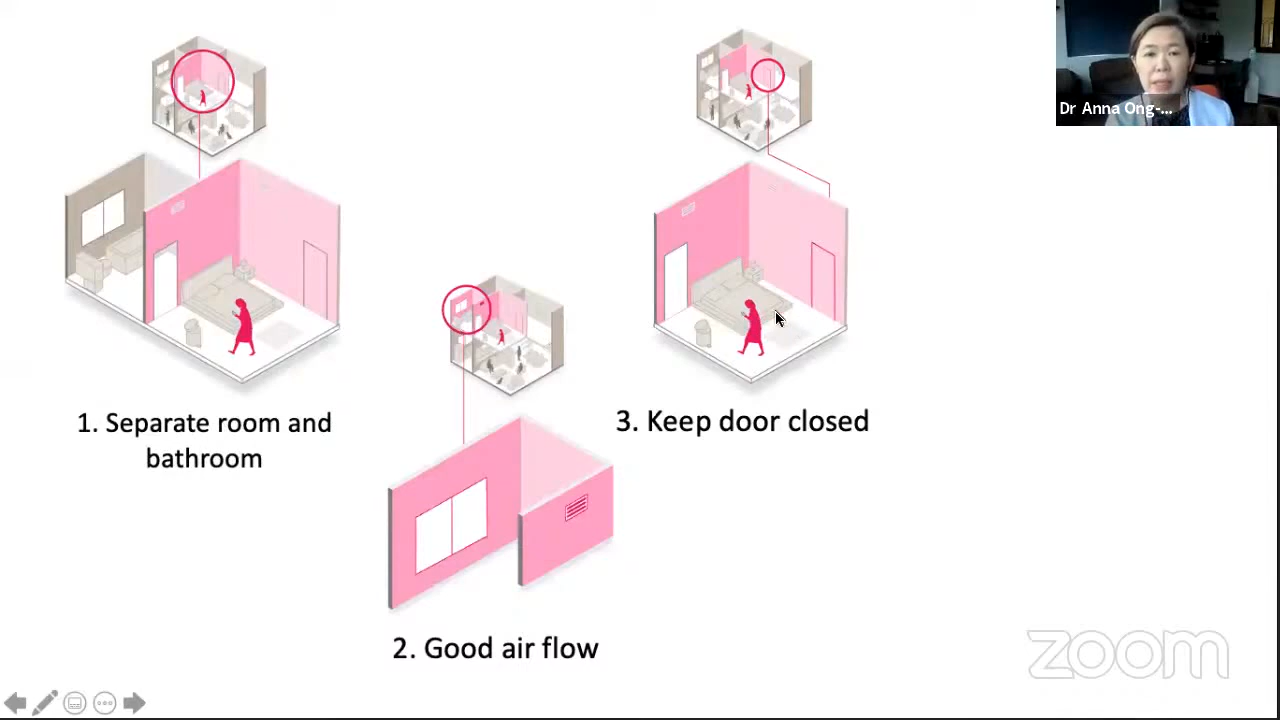 Dr Anna Ong-...
1. Separate room and
bathroom
3. Keep door closed
2. Good air flow
zoom